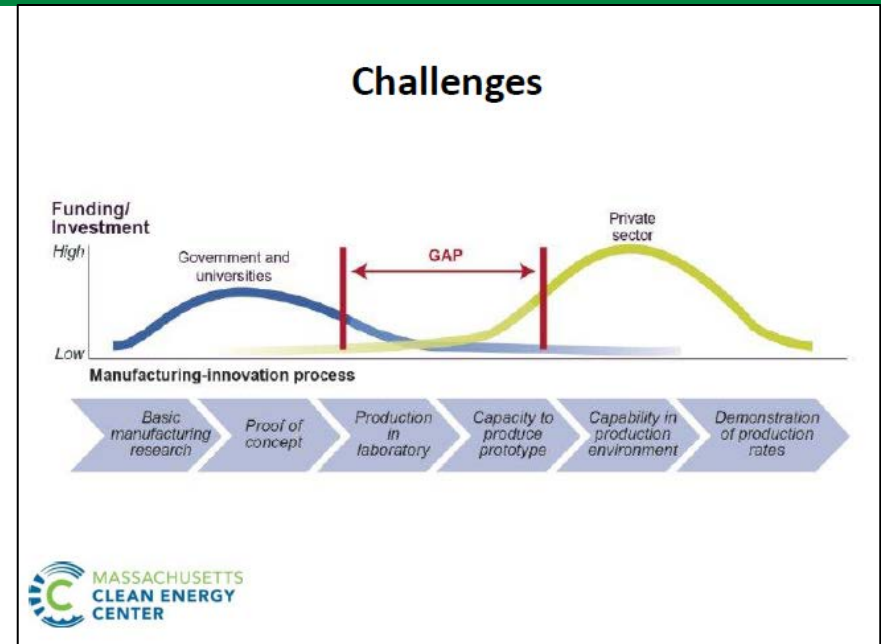 Challenges
Funding/
Investment
High
Government and
universities
GAP
Private
sector
Low
Manufacturing-innovation process
Basic
manufacturing
research
Proof of
concept
Production
in
laboratory
Capacity to
produce
prototype
Capability in
production
environment
Demonstration
of production
rates
MASSACHUSETTS
CLEAN ENERGY
CENTER